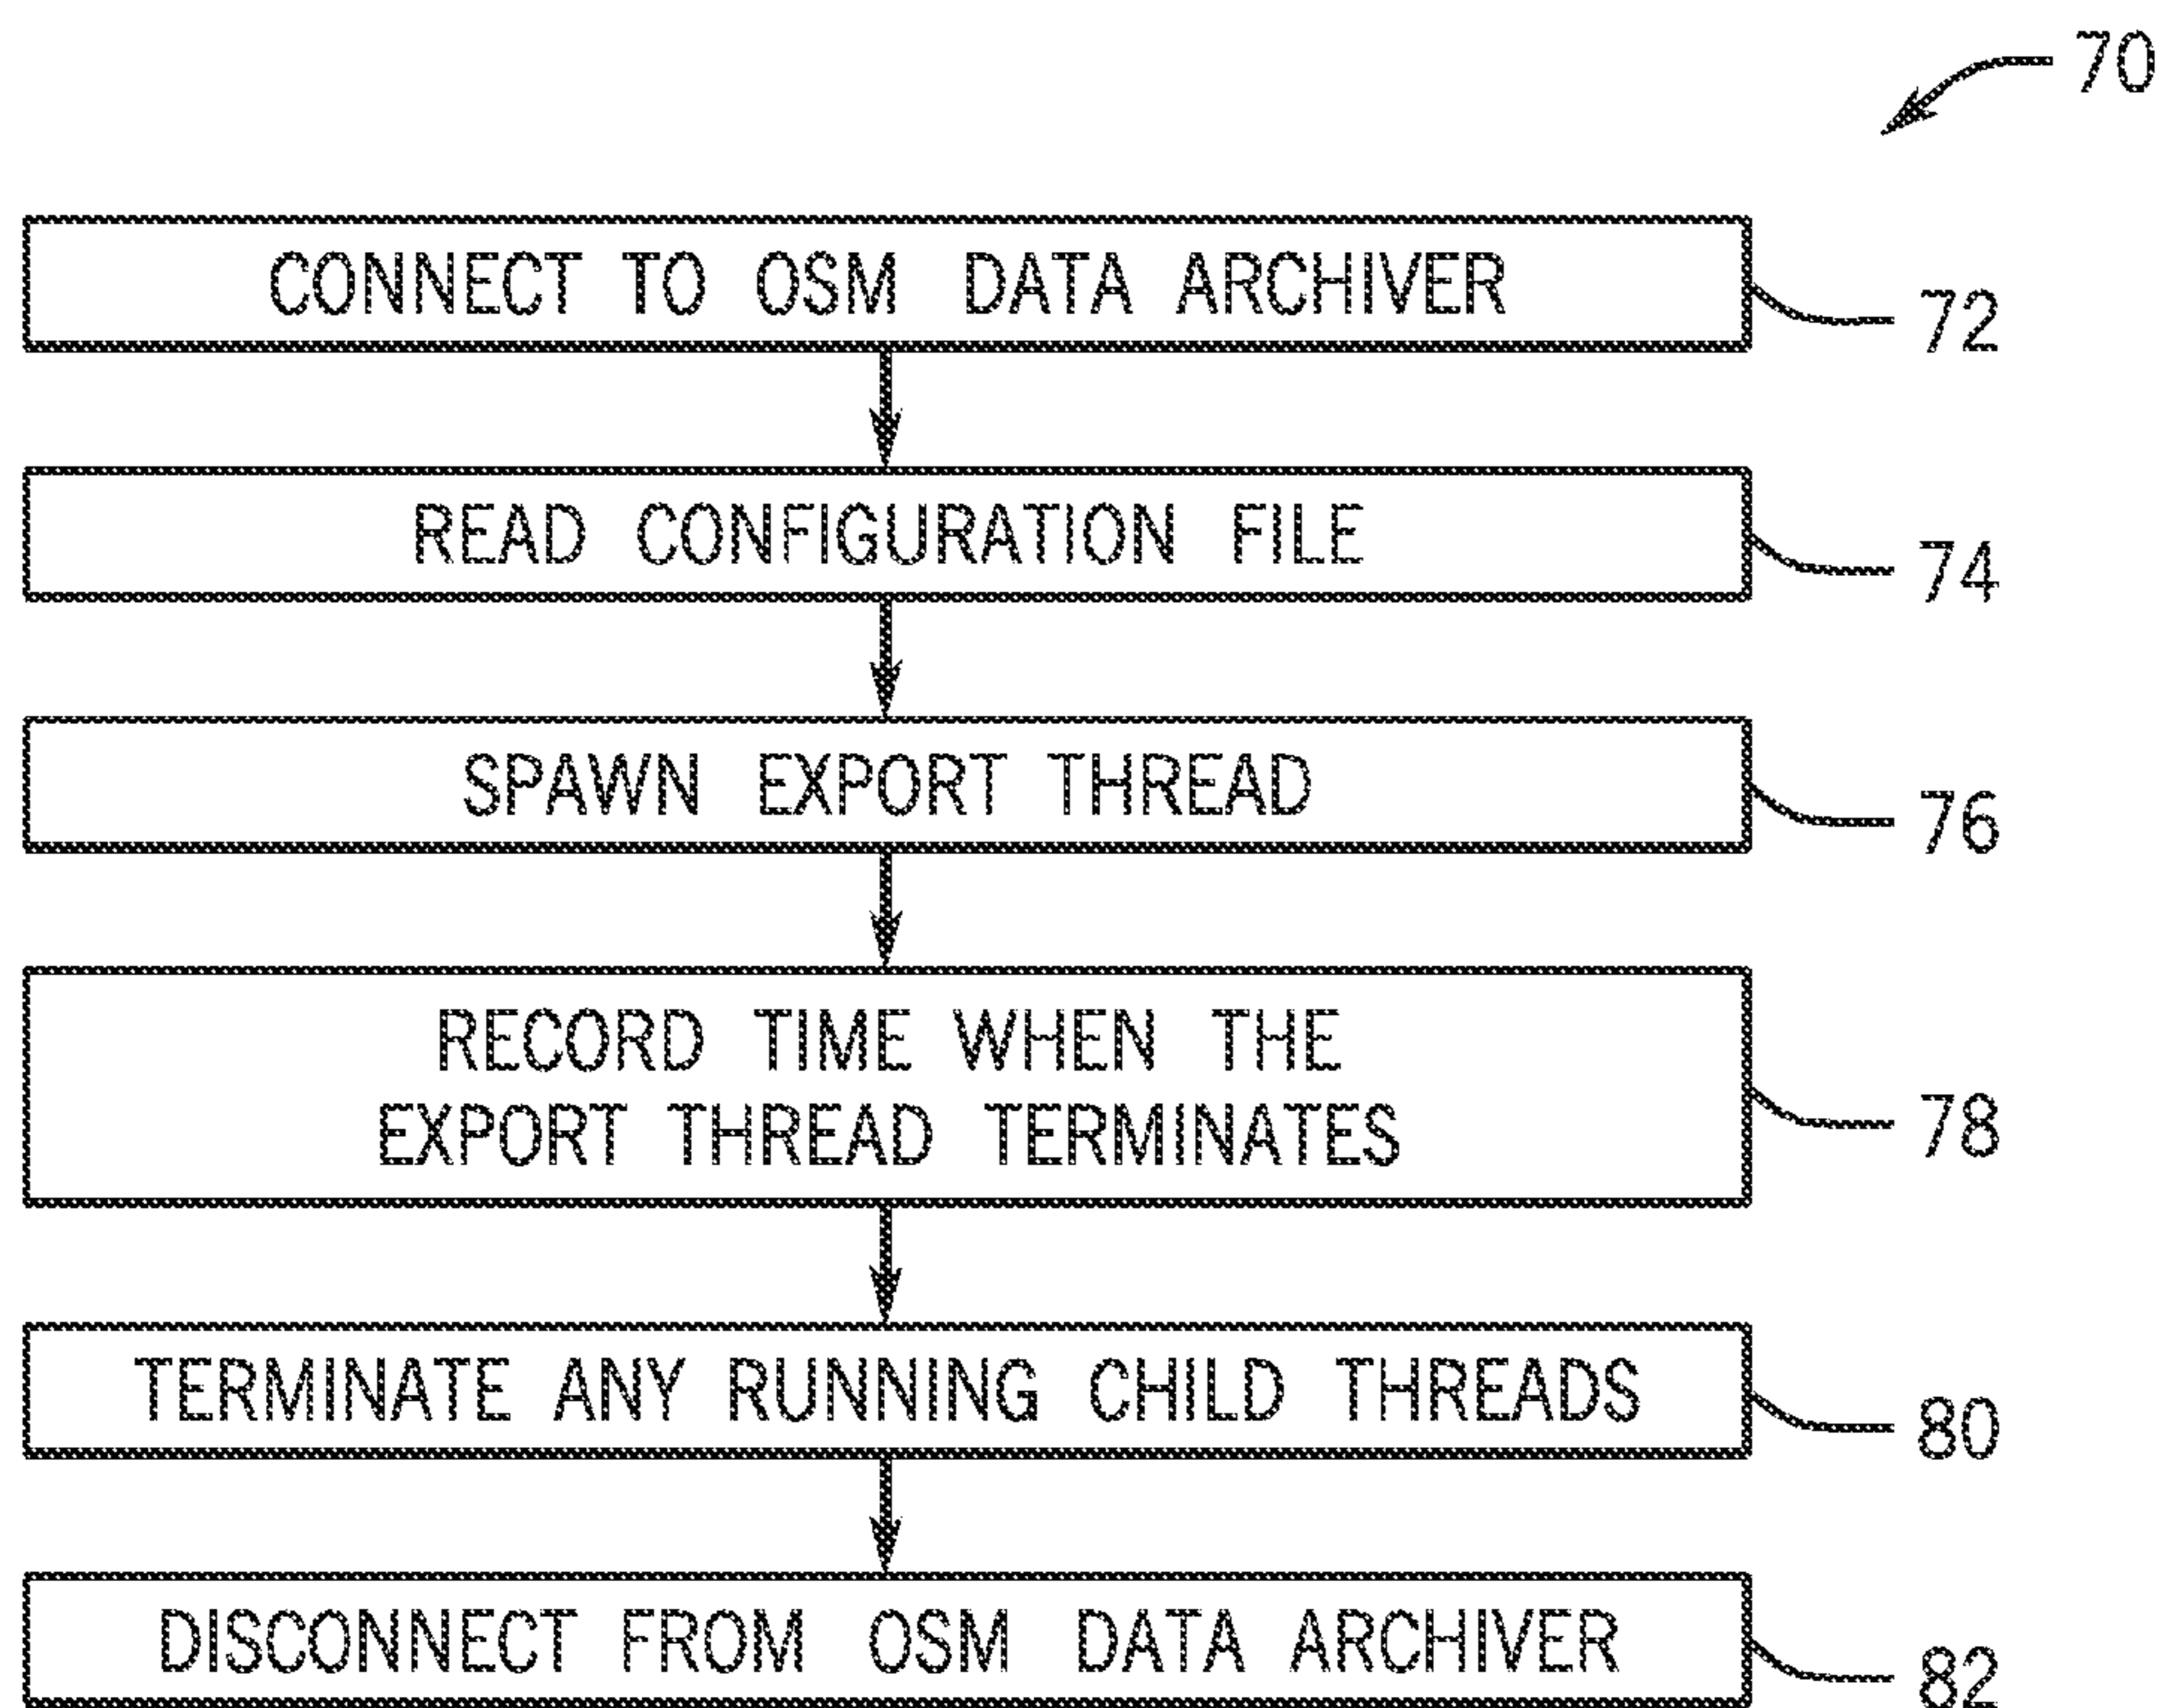 70
CONNECT TO OSM DATA ARCHIVER
72
READ CONFIGURATION FILE
74
SPAWN EXPORT THREAD
76
RECORD TIME WHEN THE
EXPORT THREAD TERMINATES
78
TERMINATE ANY RUNNING CHILD THREADS
80
DISCONNECT FROM OSM DATA ARCHIVER
82